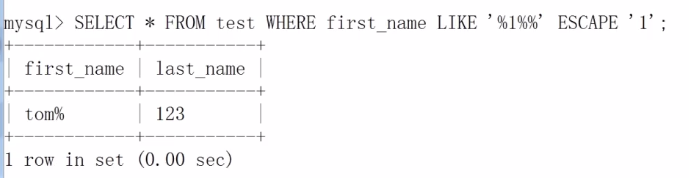 mysql> SELECT * FROM test WHERE first_name LIKE '%1%%' ESCAPE '1';
+------------+-----------+
| first_name | last_name |
+------------+-----------+
| tom%       | 123       |
+------------+-----------+
1 row in set (0.00 sec)